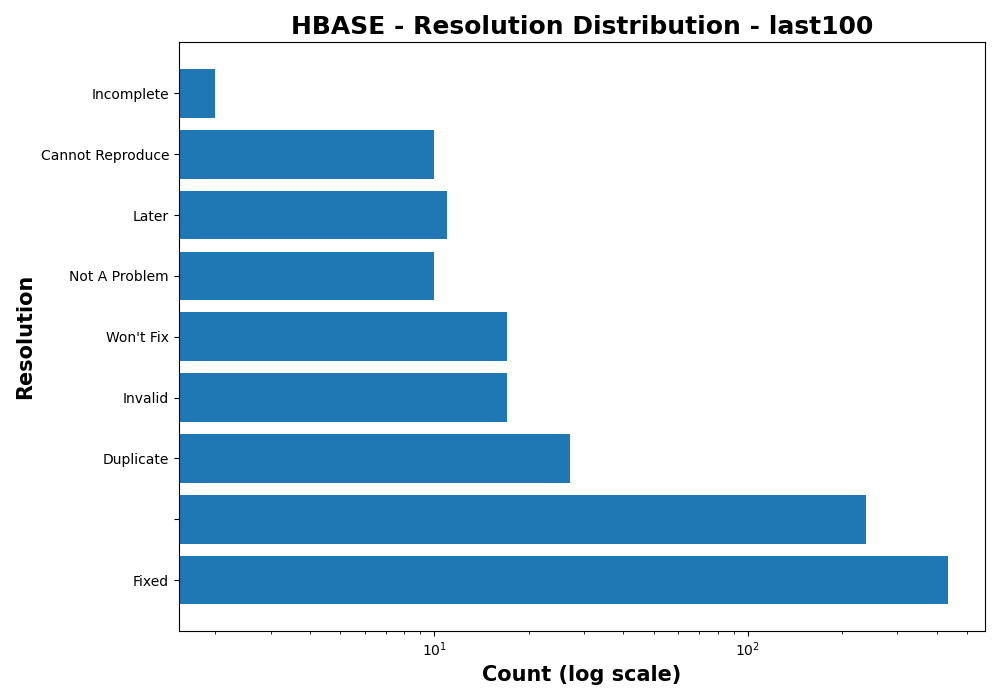 HBASE - Resolution Distribution - last100
Incomplete
Cannot Reproduce
Later
Not A Problem
Won't Fix
Invalid
Duplicate
Fixed
Resolution
10¹
10²
Count (log scale)